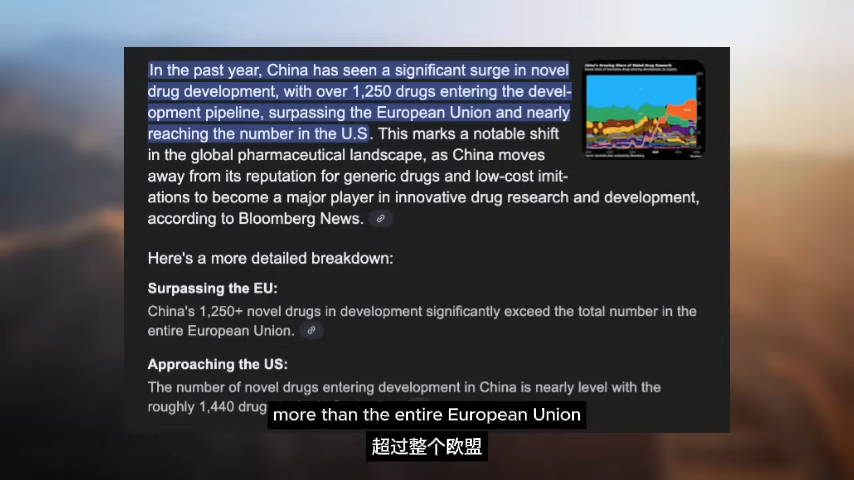 In the past year, China has seen a significant surge in novel
drug development, with over 1,250 drugs entering the devel-
opment pipeline, surpassing the European Union and nearly
reaching the number in the U.S. This marks a notable shift
in the global pharmaceutical landscape, as China moves
away from its reputation for generic drugs and low-cost imit-
ations to become a major player in innovative drug research and development,
according to Bloomberg News.
China's Growing Share of Global Drug Research
Here's a more detailed breakdown:
Surpassing the EU:
China's 1,250+ novel drugs in development significantly exceed the total number in the
entire European Union.
Approaching the US:
The number of novel drugs entering development in China is nearly level with the
roughly 1,440 drug
more than the entire European Union
超过整个欧盟